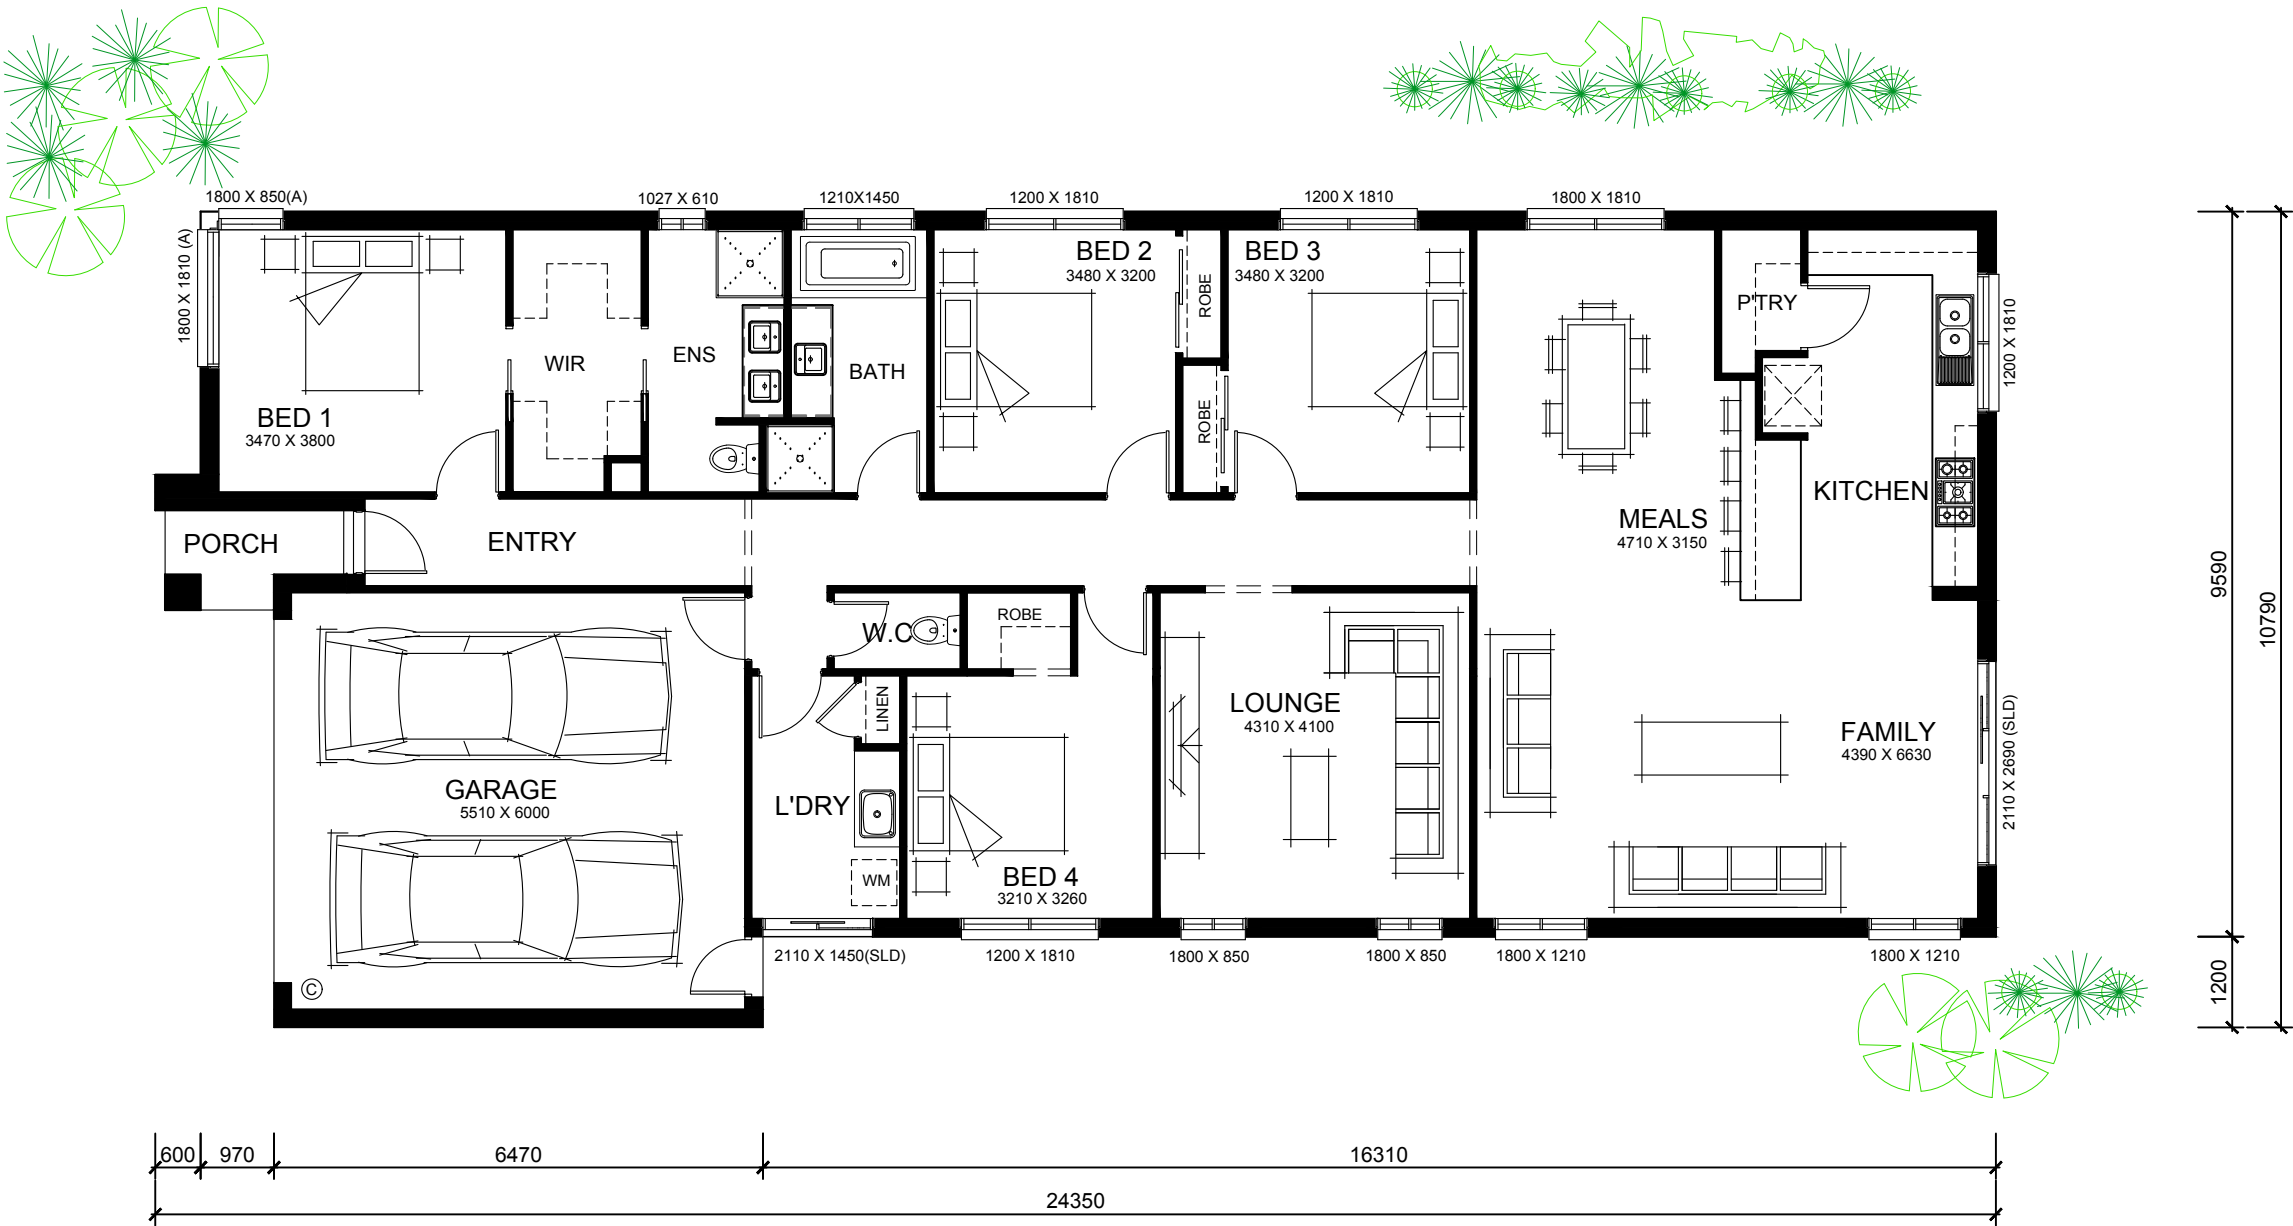 1800 X 850(A)
1027 X 610
1210X1450
1200 X 1810
1200 X 1810
1800 X 1810
1800 X 1810 (A)
BED 1
3470 X 3800
WIR
ENS
BATH
BED 2
3480 X 3200
ROBE
ROBE
BED 3
3480 X 3200
P'TRY
1200 X 1810
KITCHEN
MEALS
4710 X 3150
PORCH
ENTRY
W.C
ROBE
LINEN
LOUNGE
4310 X 4100
FAMILY
4390 X 6630
2110 X 2690 (SLD)
GARAGE
5510 X 6000
L'DRY
WM
BED 4
3210 X 3260
C
2110 X 1450(SLD)
1200 X 1810
1800 X 850
1800 X 850
1800 X 1210
1800 X 1210
9590
10790
1200
600
970
6470
16310
24350